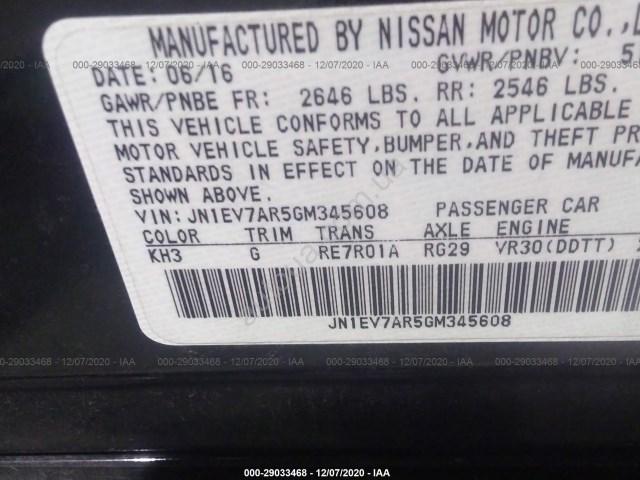 MANUFACTURED BY NISSAN MOTOR CO.,
DATE: 06/16 GVWR/PNBV: 5
GAWR/PNBE FR: 2646 LBS. RR: 2546 LBS.
THIS VEHICLE CONFORMS TO ALL APPLICABLE
MOTOR VEHICLE SAFETY, BUMPER, AND THEFT PR
STANDARDS IN EFFECT ON THE DATE OF MANUFA
SHOWN ABOVE.
VIN: JN1EV7AR5GM345608 PASSENGER CAR
COLOR TRIM TRANS AXLE ENGINE
KH3 G RE7R01A RG29 VR30(DDTT)
JN1EV7AR5GM345608
000-29033468 - 12/07/2020 - IAA